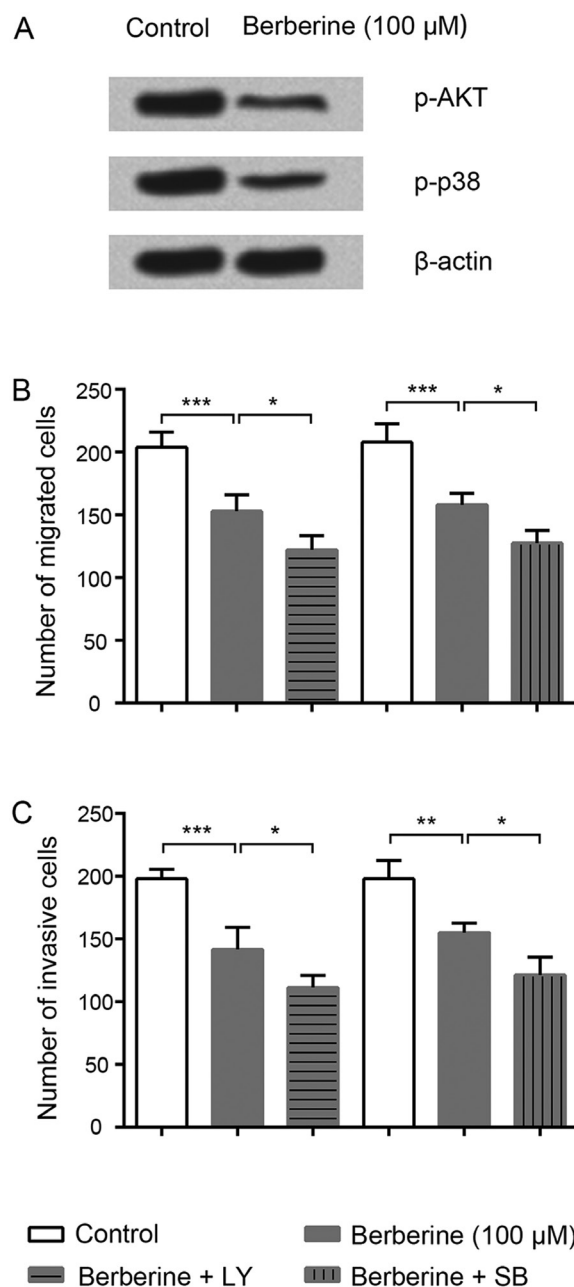 A
Control Berberine (100 μM)
p-AKT
p-p38
β-actin
B
Number of migrated cells
250
200
150
100
50
0
*** * *** *
C
Number of invasive cells
250
200
150
100
50
0
*** * ** *
Control Berberine (100 μM)
Berberine + LY Berberine + SB